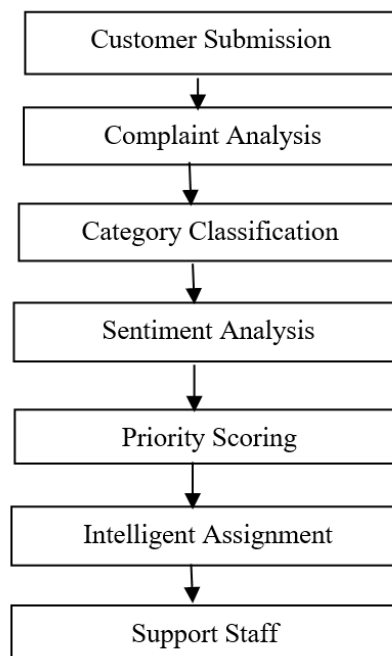 Customer Submission
Complaint Analysis
Category Classification
Sentiment Analysis
Priority Scoring
Intelligent Assignment
Support Staff